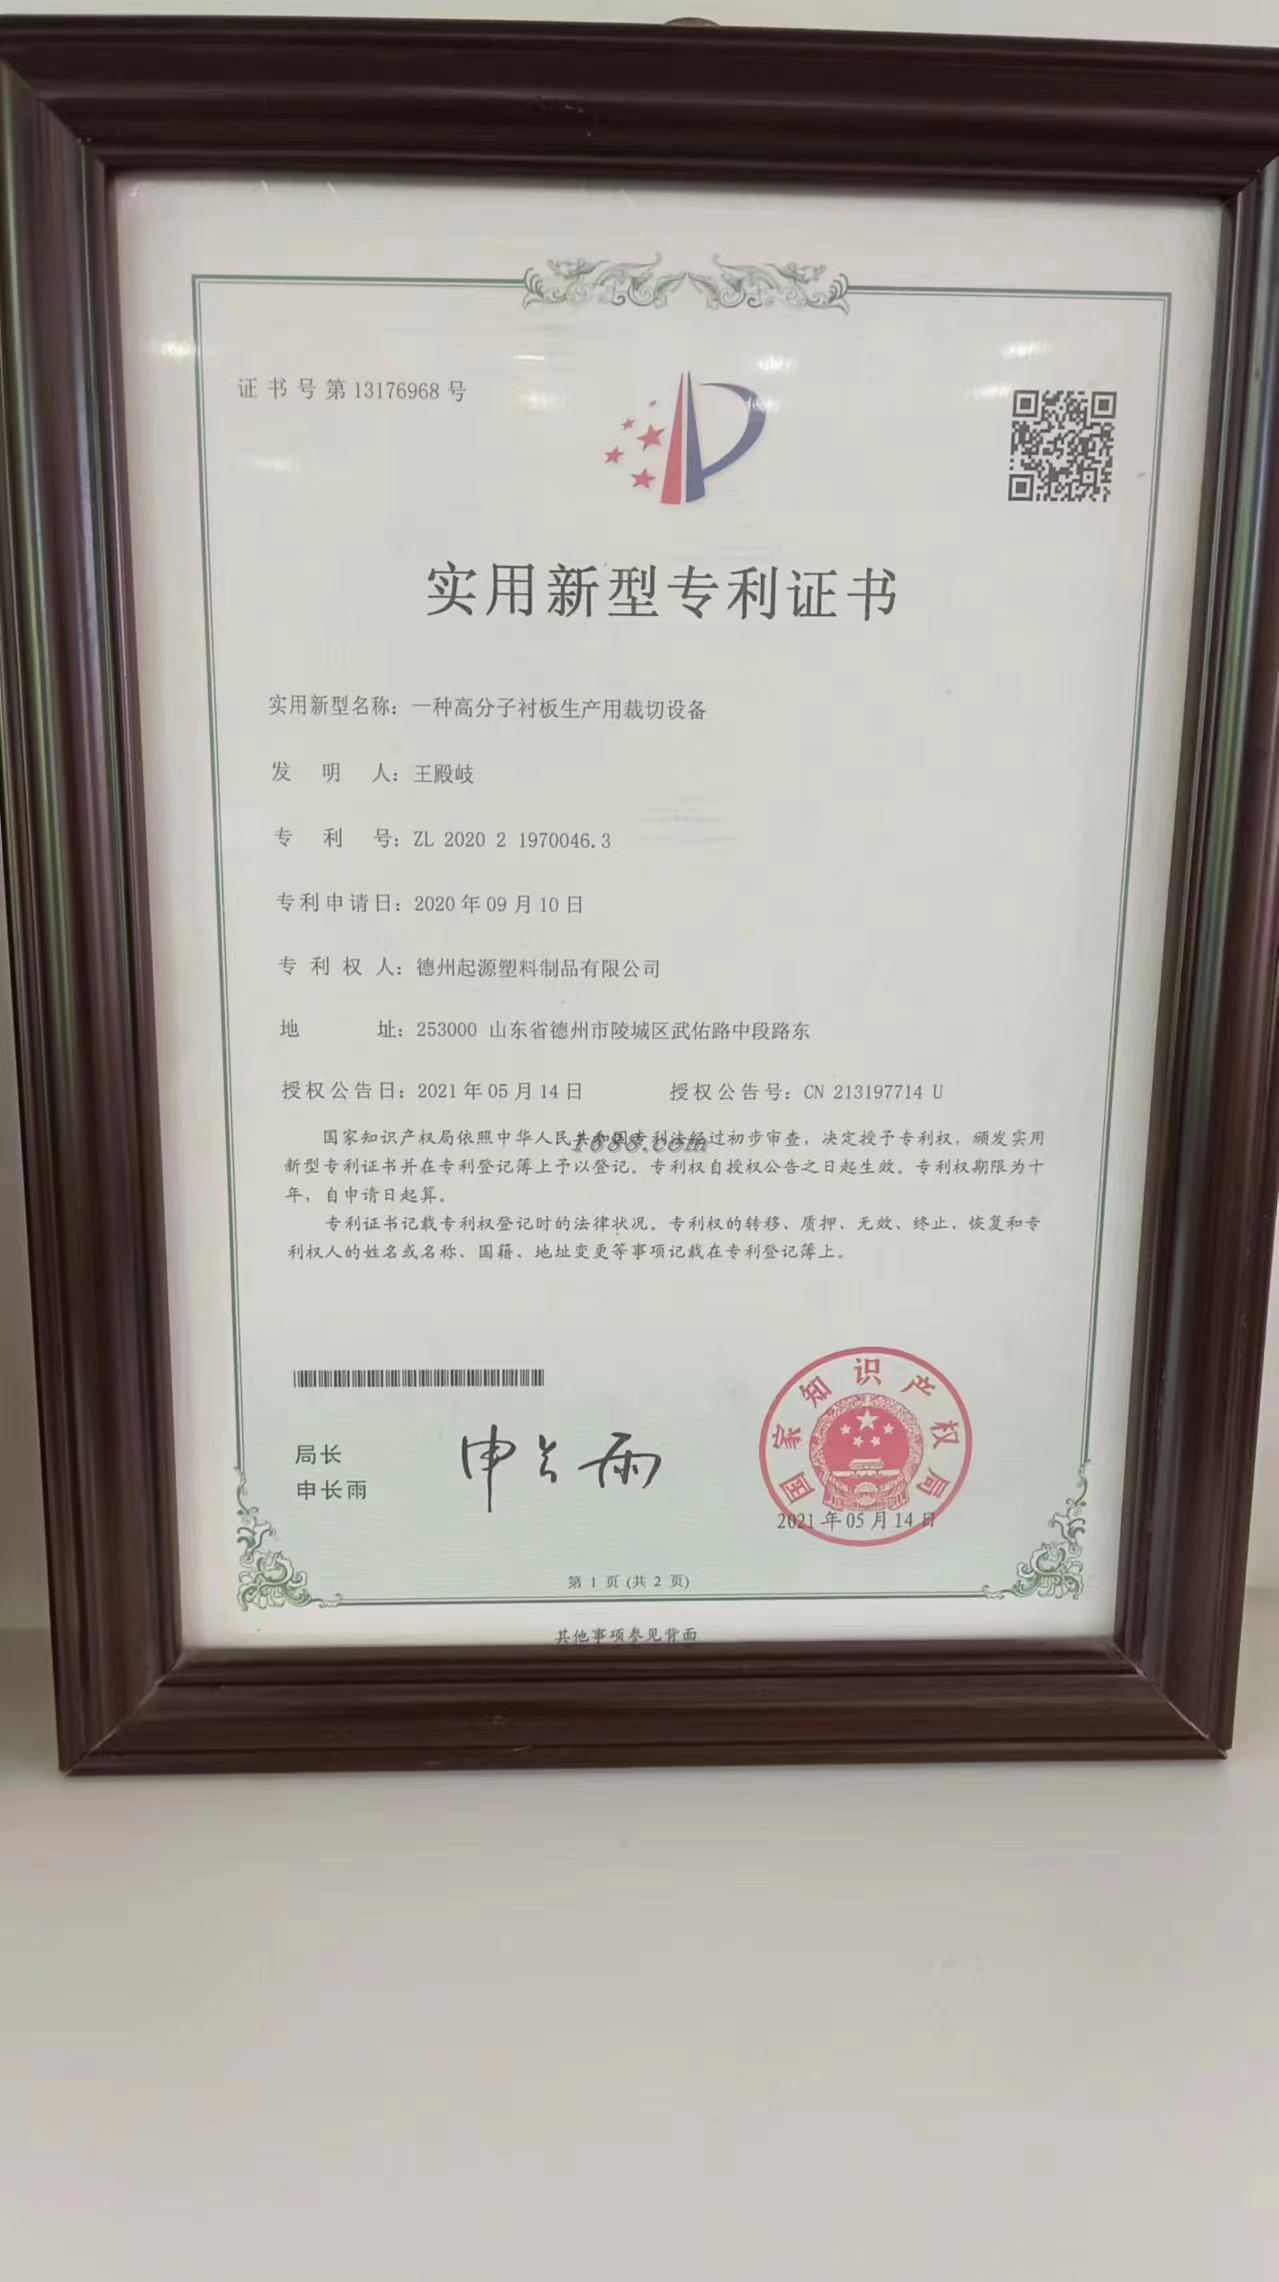 证书号第13176968号
实用新型专利证书
实用新型名称：一种高分子衬板生产用裁切设备
发明人：王殿岐
专利号：ZL 2020 2 1970046.3
专利申请日：2020年09月10日
专利权人：德州起源塑料制品有限公司
地址：253000 山东省德州市陵城区武佑路中段路东
授权公告日：2021年05月14日 授权公告号：CN 213197714 U
国家知识产权局依照中华人民共和国专利法经过初步审查，决定授予专利权，颁发实用
新型专利证书并在专利登记簿上予以登记。专利权自授权公告之日起生效。专利权期限为十
年，自申请日起算。
专利证书记载专利权登记时的法律状况。专利权的转移、质押、无效、终止、恢复和专
利权人的姓名或名称、国籍、地址变更等事项记载在专利登记簿上。
1688.com
局长
申长雨
申长雨
国家知识产权局
2021年05月14日
第1页(共2页)
其他事项参见背面